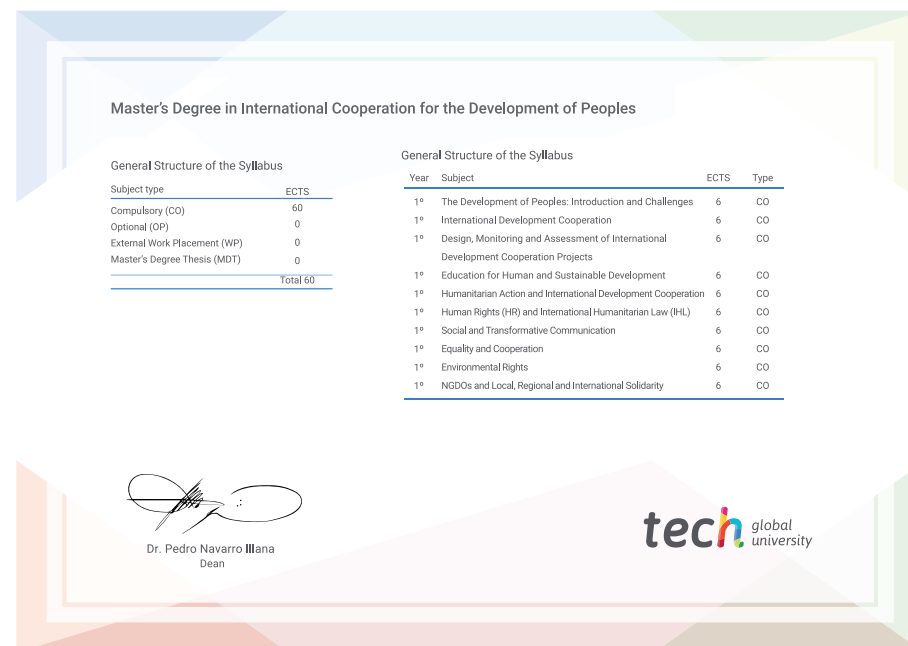 Master's Degree in International Cooperation for the Development of Peoples
General Structure of the Syllabus
Subject type ECTS
Compulsory (CO) 60
Optional (OP) 0
External Work Placement (WP) 0
Master's Degree Thesis (MDT) 0
Total 60
General Structure of the Syllabus
Year Subject ECTS Type
1º The Development of Peoples: Introduction and Challenges 6 CO
1º International Development Cooperation 6 CO
1º Design, Monitoring and Assessment of International 6 CO
Development Cooperation Projects
1º Education for Human and Sustainable Development 6 CO
1º Humanitarian Action and International Development Cooperation 6 CO
1º Human Rights (HR) and International Humanitarian Law (IHL) 6 CO
1º Social and Transformative Communication 6 CO
1º Equality and Cooperation 6 CO
1º Environmental Rights 6 CO
1º NGDOs and Local, Regional and International Solidarity 6 CO
Dr. Pedro Navarro Illana
Dean
tech global
university